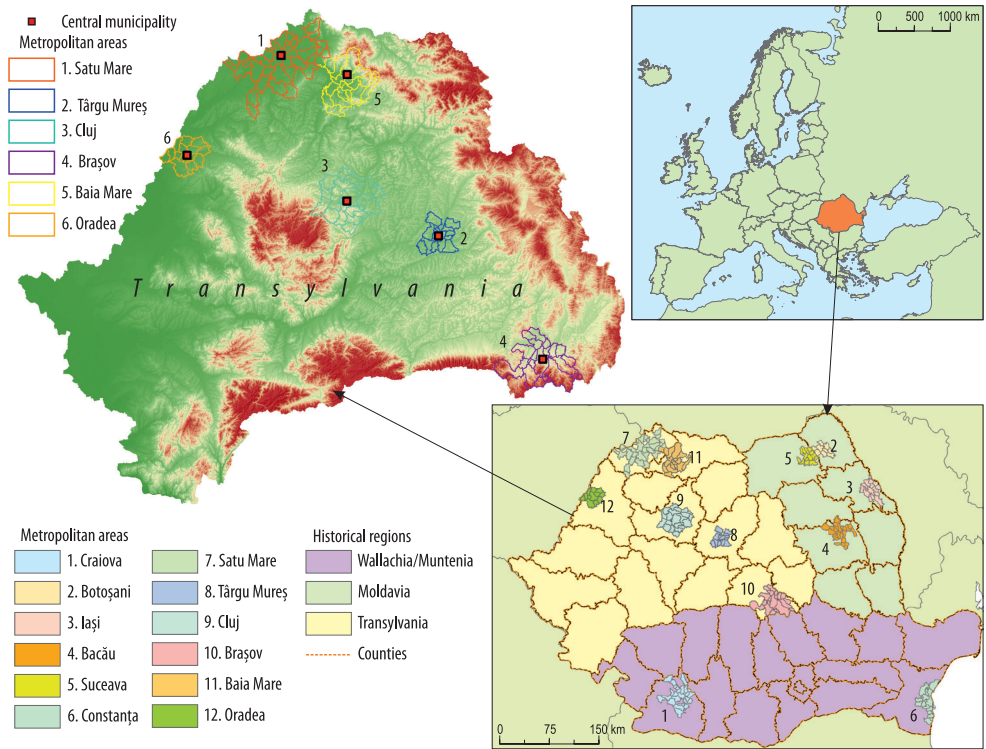 Central municipality
Metropolitan areas
1. Satu Mare
2. Târgu Mureș
3. Cluj
4. Brașov
5. Baia Mare
6. Oradea
1
5
6
3
2
Transylvania
4
0 500 1000 km
7
11
5
2
12
9
3
8
4
10
1
6
0 75 150 km
Metropolitan areas
1. Craiova
2. Botoșani
3. Iași
4. Bacău
5. Suceava
6. Constanța
7. Satu Mare
8. Târgu Mureș
9. Cluj
10. Brașov
11. Baia Mare
12. Oradea
Historical regions
Wallachia/Muntenia
Moldavia
Transylvania
Counties